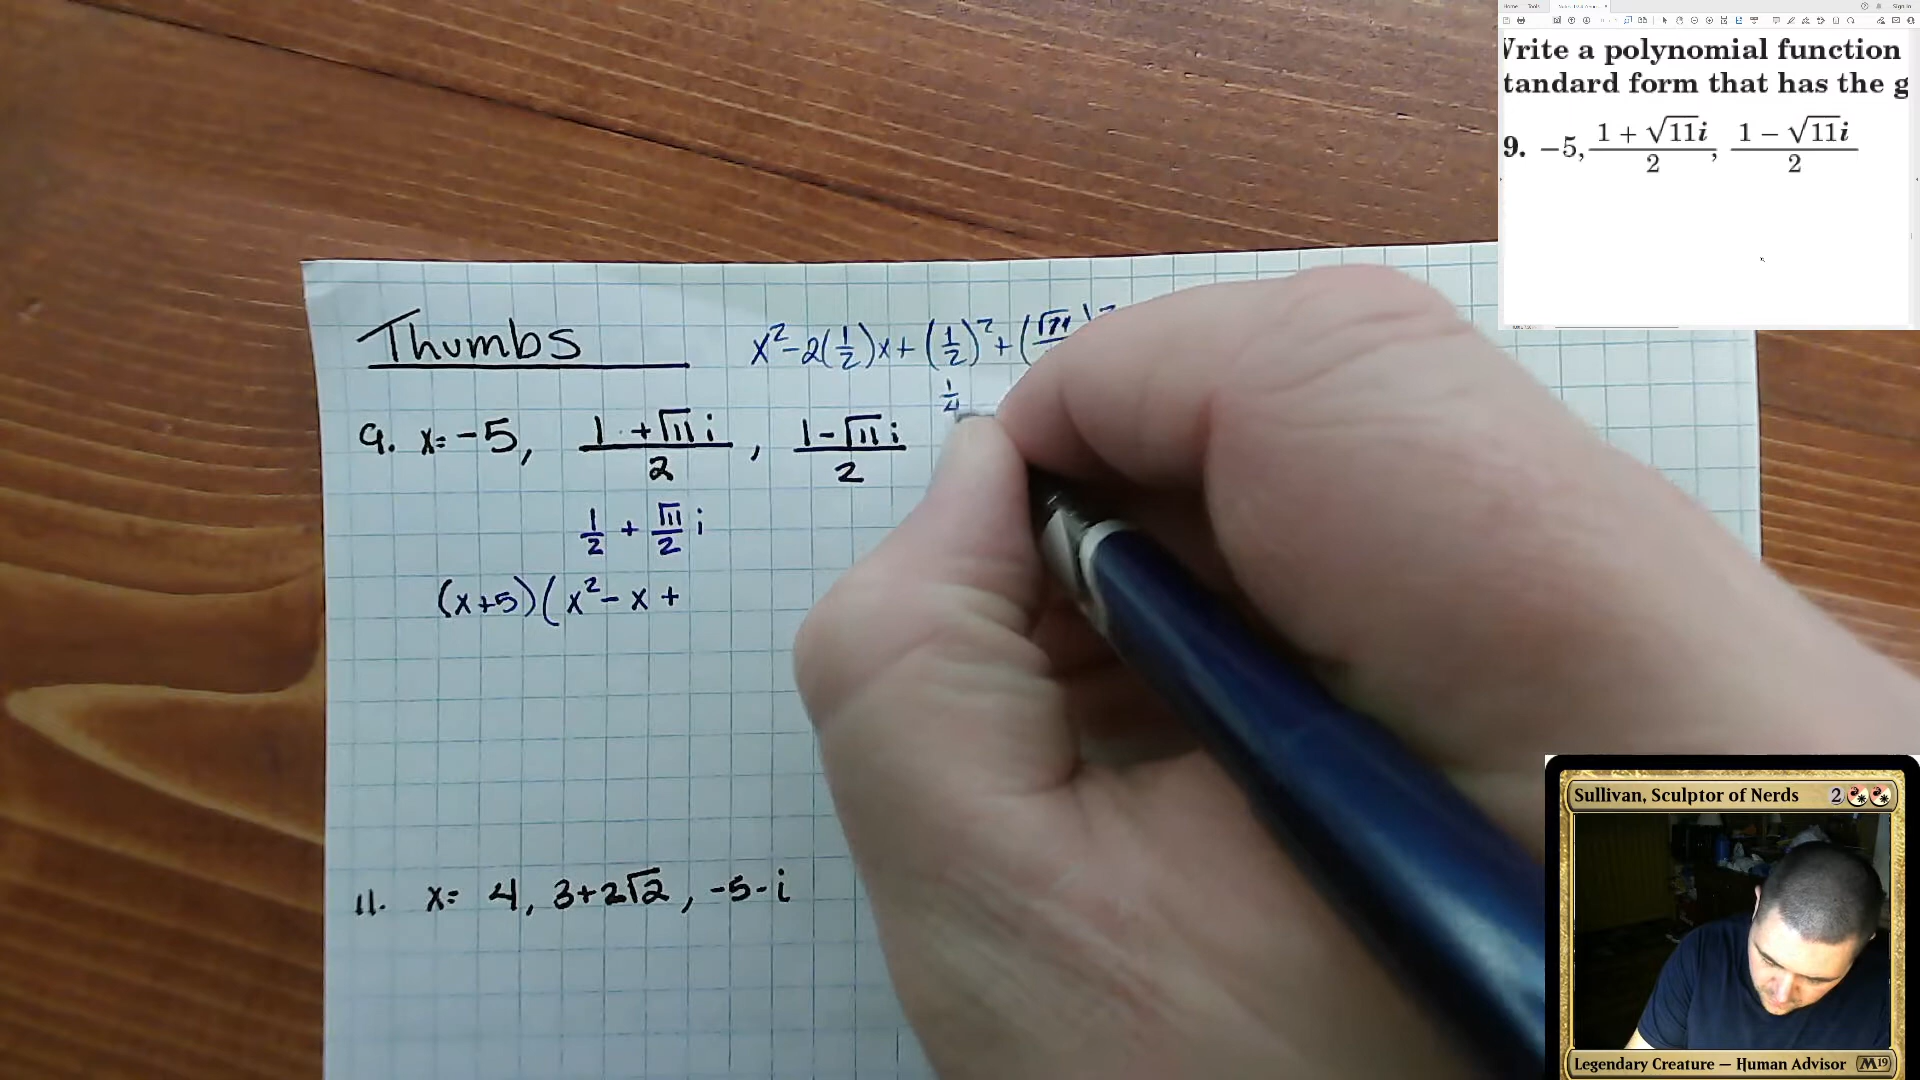 Write a polynomial function
tandard form that has the g
9. −5, (1 + √11i)/2, (1 − √11i)/2
Thumbs
x² − 2(1/2)x + (1/2)² + (√11
1/4
9. x = −5, (1 + √11 i)/2, (1 − √11 i)/2
1/2 + √11/2 i
(x+5)(x² − x +
11. x = 4, 3+2√2, −5−i
Sullivan, Sculptor of Nerds 2
Legendary Creature — Human Advisor M19